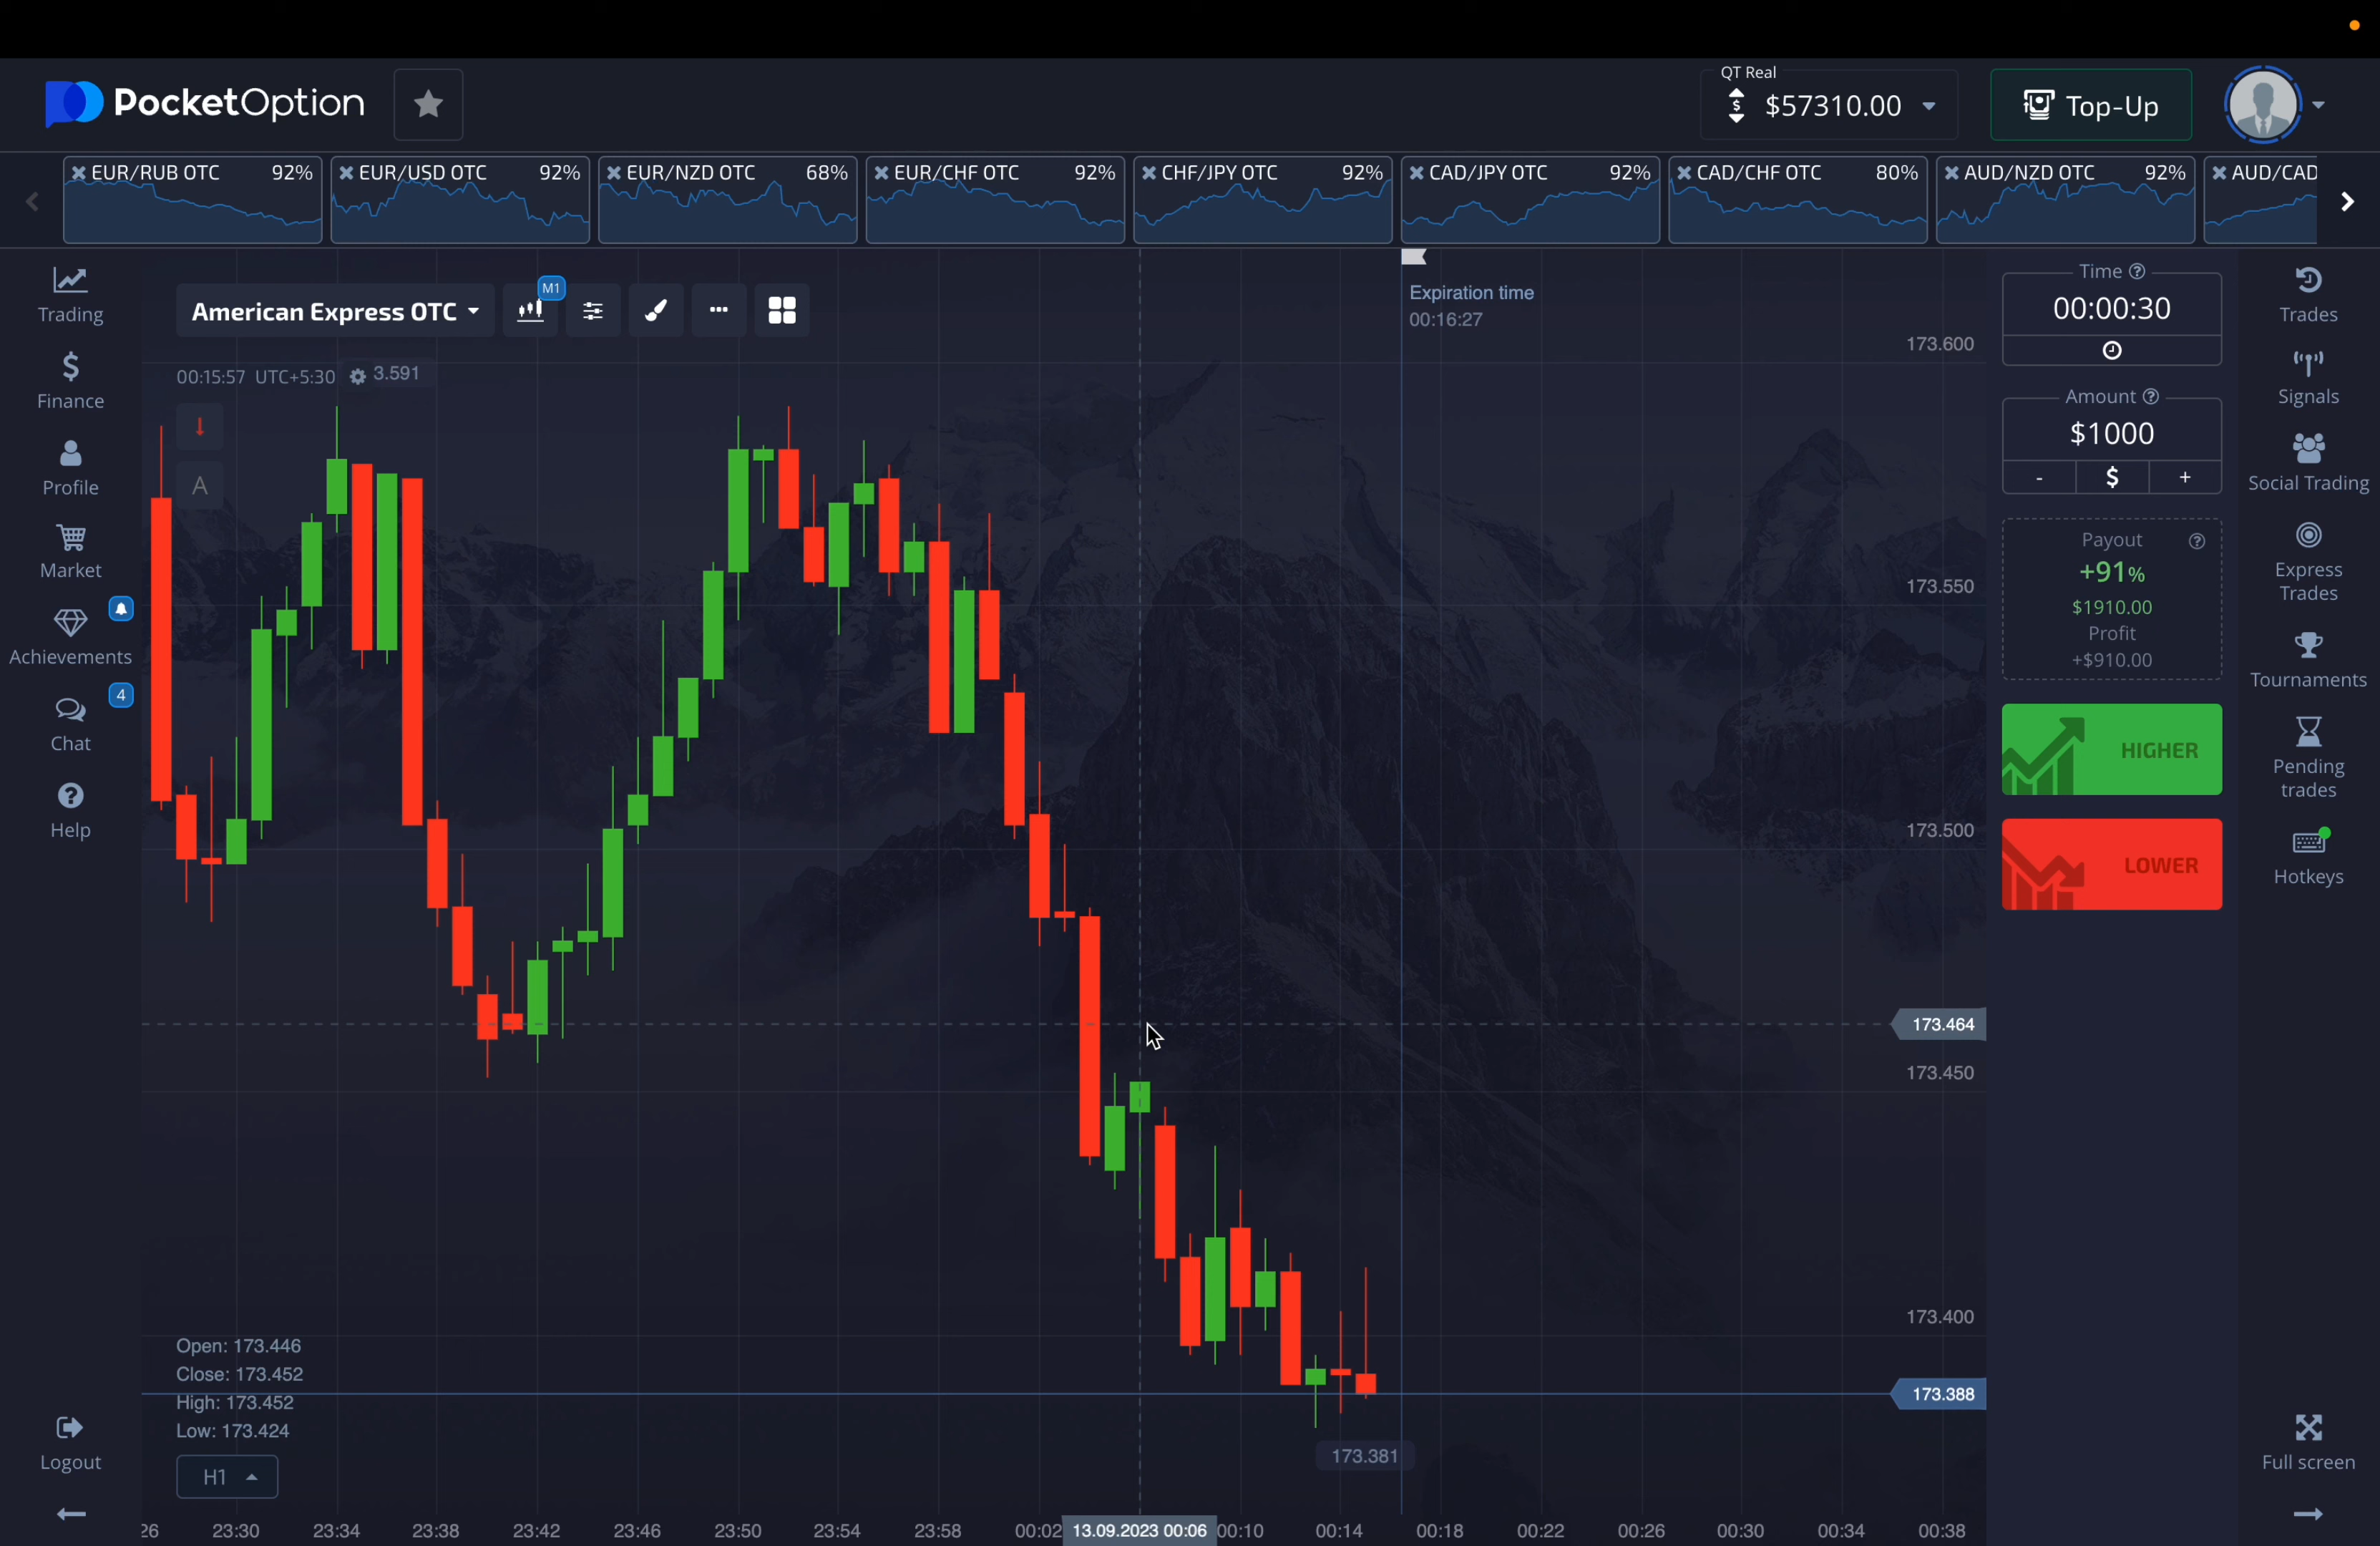 PocketOption
QT Real
$57310.00
Top-Up
EUR/RUB OTC 92%
EUR/USD OTC 92%
EUR/NZD OTC 68%
EUR/CHF OTC 92%
CHF/JPY OTC 92%
CAD/JPY OTC 92%
CAD/CHF OTC 80%
AUD/NZD OTC 92%
AUD/CAD
Trading
Finance
Profile
Market
Achievements
4
Chat
Help
Logout
American Express OTC
M1
00:15:57 UTC+5:30
3.591
A
Expiration time
00:16:27
173.600
173.550
173.500
173.464
173.450
173.400
173.388
173.381
Open: 173.446
Close: 173.452
High: 173.452
Low: 173.424
H1
26 23:30 23:34 23:38 23:42 23:46 23:50 23:54 23:58 00:02 13.09.2023 00:06 00:10 00:14 00:18 00:22 00:26 00:30 00:34 00:38
Time
00:00:30
Amount
$1000
- $ +
Payout
+91%
$1910.00
Profit
+$910.00
HIGHER
LOWER
Trades
Signals
Social Trading
Express
Trades
Tournaments
Pending
trades
Hotkeys
Full screen